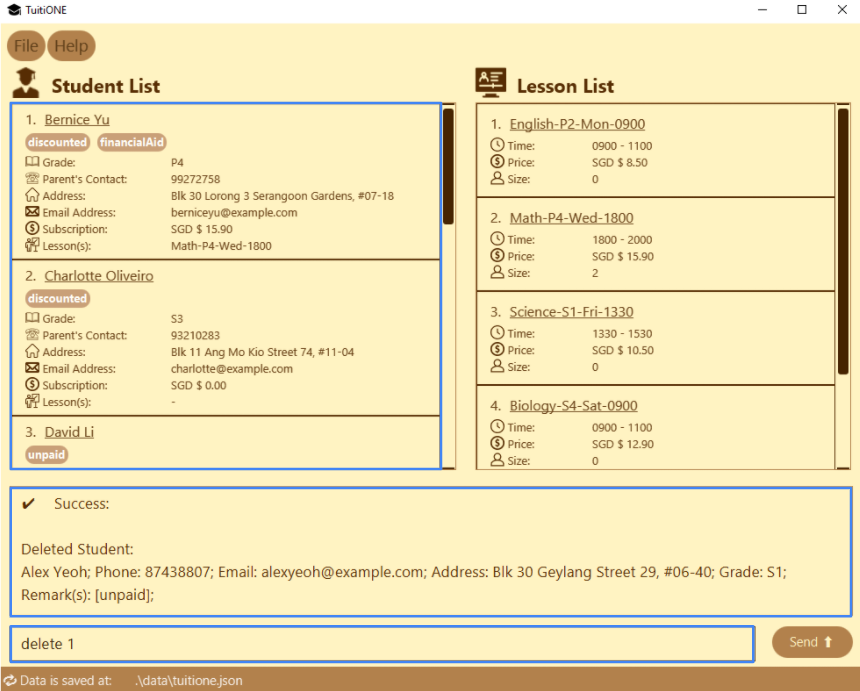 TuitiONE
File Help
Student List
1. Bernice Yu
discounted financialAid
Grade: P4
Parent's Contact: 99272758
Address: Blk 30 Lorong 3 Serangoon Gardens, #07-18
Email Address: berniceyu@example.com
Subscription: SGD $ 15.90
Lesson(s): Math-P4-Wed-1800
2. Charlotte Oliveiro
discounted
Grade: S3
Parent's Contact: 93210283
Address: Blk 11 Ang Mo Kio Street 74, #11-04
Email Address: charlotte@example.com
Subscription: SGD $ 0.00
Lesson(s): -
3. David Li
unpaid
Lesson List
1. English-P2-Mon-0900
Time: 0900 - 1100
Price: SGD $ 8.50
Size: 0
2. Math-P4-Wed-1800
Time: 1800 - 2000
Price: SGD $ 15.90
Size: 2
3. Science-S1-Fri-1330
Time: 1330 - 1530
Price: SGD $ 10.50
Size: 0
4. Biology-S4-Sat-0900
Time: 0900 - 1100
Price: SGD $ 12.90
Size: 0
✔ Success:
Deleted Student:
Alex Yeoh; Phone: 87438807; Email: alexyeoh@example.com; Address: Blk 30 Geylang Street 29, #06-40; Grade: S1;
Remark(s): [unpaid];
delete 1
Send ⬆
Data is saved at: .\data\tuitione.json